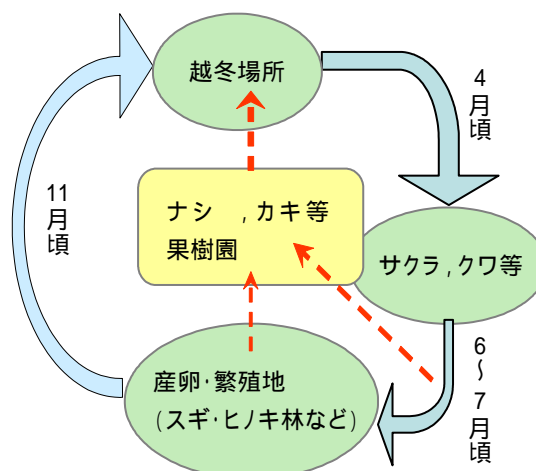 越冬場所
4月頃
ナシ ,カキ等
果樹園
11月頃
サクラ,クワ等
産卵･繁殖地
(スギ･ヒノキ林など)
6～7月頃